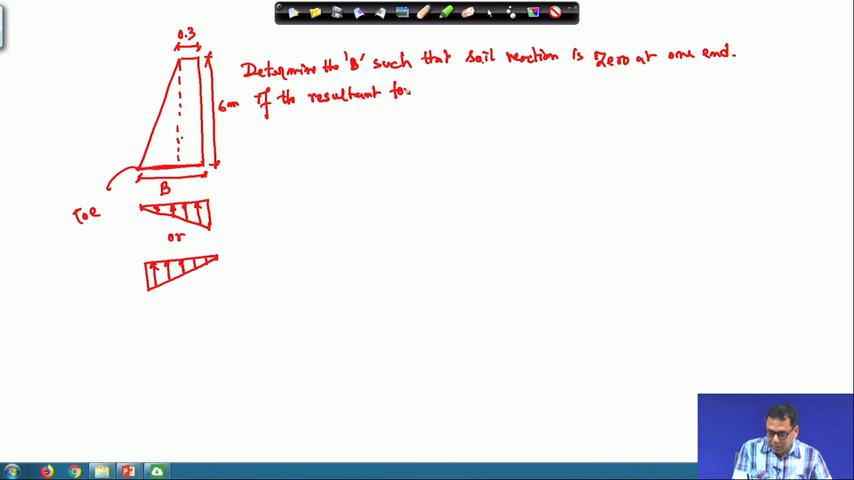 0.3
Determine the 'B' such that soil reaction is zero at one end.
6m If the resultant for
B
Toe
or